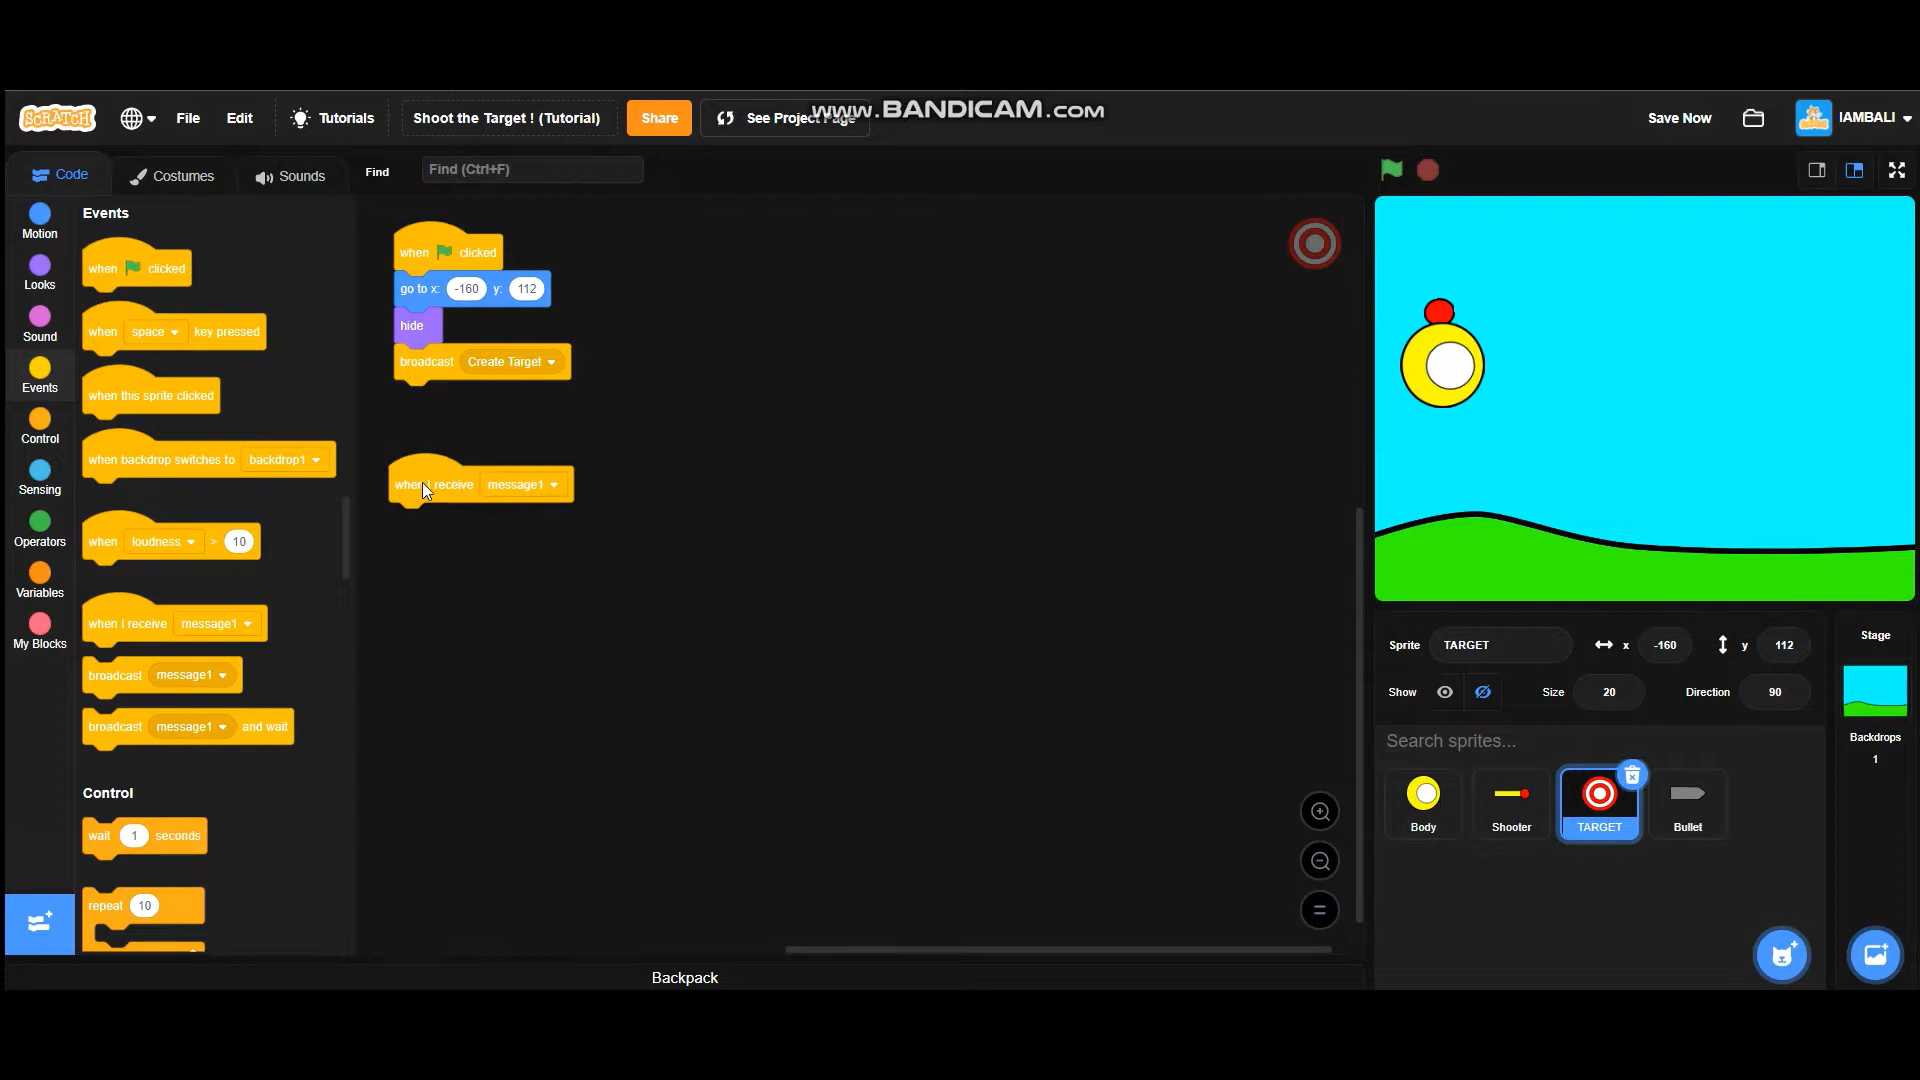 www.BANDICAM.com
SCRATCH
File
Edit
Tutorials
Shoot the Target ! (Tutorial)
Share
See Project Page
Save Now
IAMBALI
Code
Costumes
Sounds
Find
Find (Ctrl+F)
Motion
Looks
Sound
Events
Control
Sensing
Operators
Variables
My Blocks
Events
when clicked
when space key pressed
when this sprite clicked
when backdrop switches to backdrop1
when loudness > 10
when I receive message1
broadcast message1
broadcast message1 and wait
Control
wait 1 seconds
repeat 10
when clicked
go to x: -160 y: 112
hide
broadcast Create Target
when I receive message1
Sprite TARGET x -160 y 112
Show Size 20 Direction 90
Search sprites...
Body
Shooter
TARGET
Bullet
Stage
Backdrops
1
Backpack